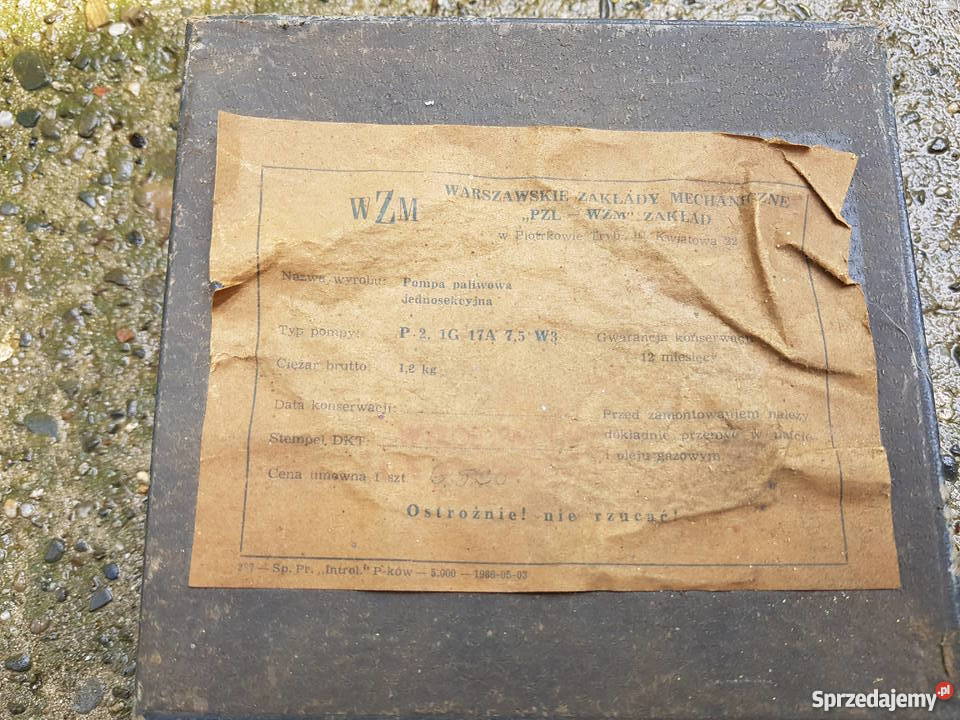 WZM
WARSZAWSKIE ZAKŁADY MECHANICZNE
„PZL — WZM" ZAKŁAD
w Piotrkowie Tryb., Kwiatowa 32
Nazwa wyrobu: Pompa paliwowa
jednosekcyjna
Typ pompy: P 2, 1G 17A 7,5 W3
Gwarancja konserwacji
12 miesięcy
Ciężar brutto 1,2 kg
Data konserwacji:
Stempel DKT
Cena umowna 1 szt
Przed zamontowaniem należy
dokładnie przemyć w nafcie
i oleju gazowym
Ostrożnie! nie rzucać!
Sp. Pr. „Introl." P-ków — 5.000 — 1986-05-03
Sprzedajemy.pl